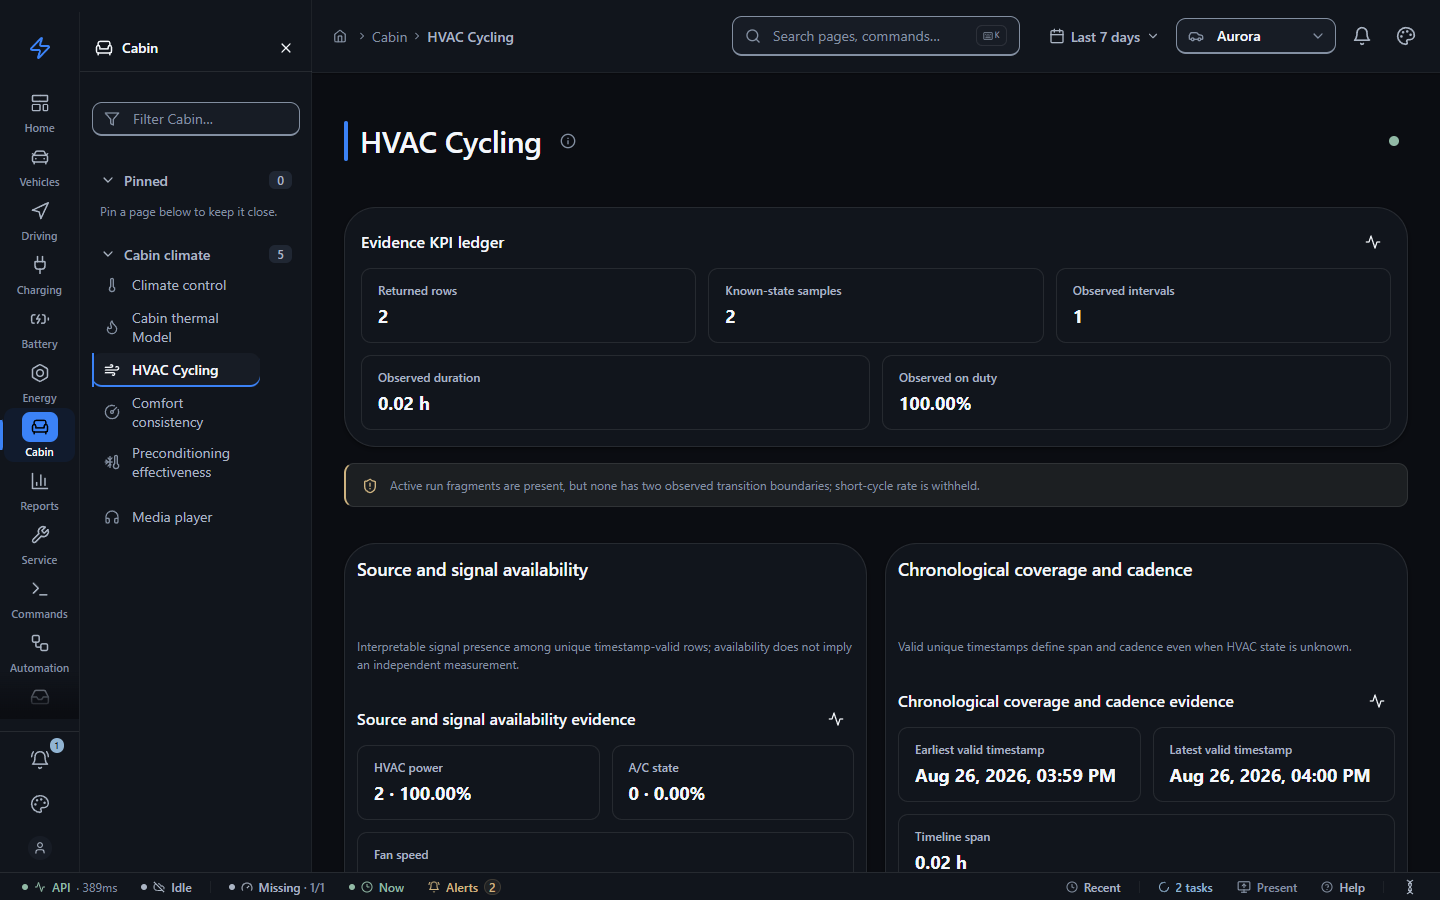 Cabin
Cabin
HVAC Cycling
Search pages, commands...
K
Last 7 days
Aurora
Home
Vehicles
Driving
Charging
Battery
Energy
Cabin
Reports
Service
Commands
Automation
1
Filter Cabin...
Pinned
0
Pin a page below to keep it close.
Cabin climate
5
Climate control
Cabin thermal
Model
HVAC Cycling
Comfort
consistency
Preconditioning
effectiveness
Media player
HVAC Cycling
Evidence KPI ledger
Returned rows
2
Known-state samples
2
Observed intervals
1
Observed duration
0.02 h
Observed on duty
100.00%
Active run fragments are present, but none has two observed transition boundaries; short-cycle rate is withheld.
Source and signal availability
Interpretable signal presence among unique timestamp-valid rows; availability does not imply
an independent measurement.
Source and signal availability evidence
HVAC power
2 · 100.00%
A/C state
0 · 0.00%
Fan speed
Chronological coverage and cadence
Valid unique timestamps define span and cadence even when HVAC state is unknown.
Chronological coverage and cadence evidence
Earliest valid timestamp
Aug 26, 2026, 03:59 PM
Latest valid timestamp
Aug 26, 2026, 04:00 PM
Timeline span
0.02 h
API · 389ms
Idle
Missing · 1/1
Now
Alerts 2
Recent
2 tasks
Present
Help